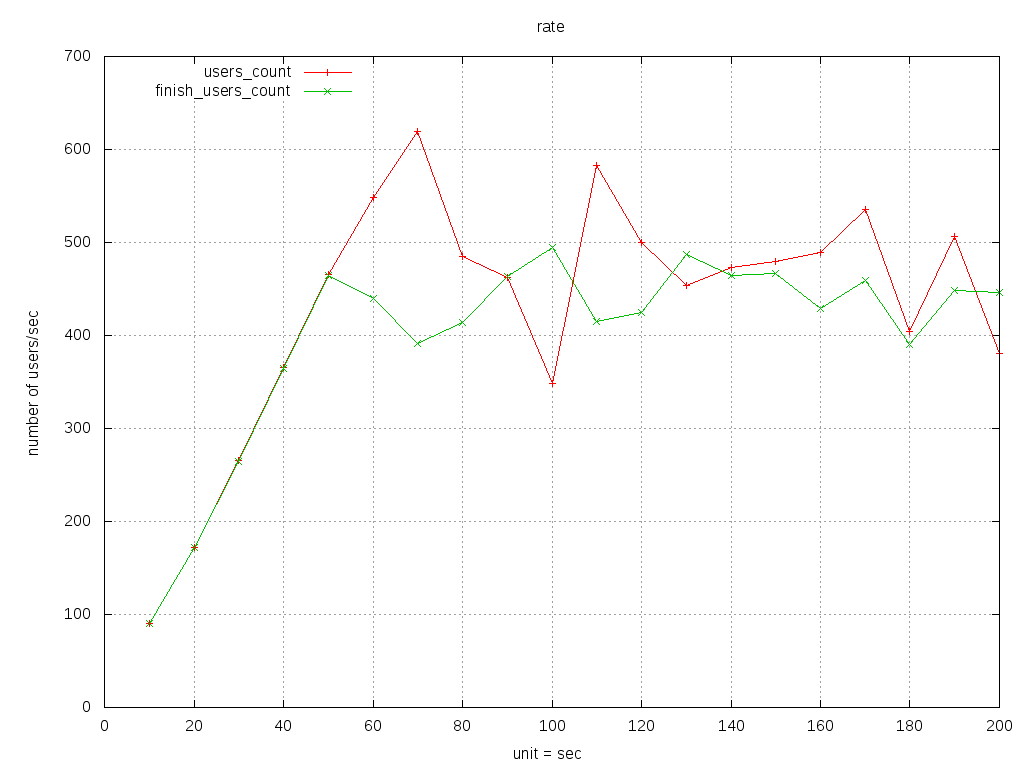 rate
users_count
finish_users_count
700
600
500
400
300
200
100
0
number of users/sec
0 20 40 60 80 100 120 140 160 180 200
unit = sec